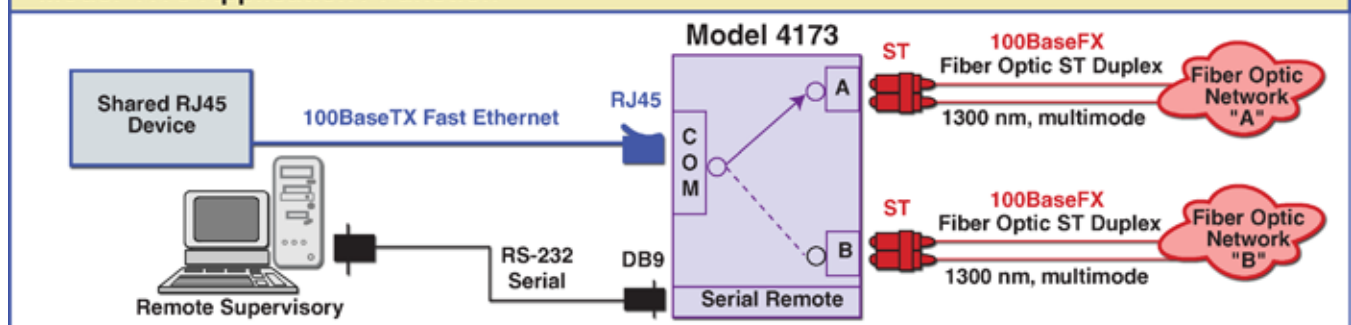 Model 4173
Shared RJ45
Device
100BaseTX Fast Ethernet
RJ45
C
O
M
A
B
ST
100BaseFX
Fiber Optic ST Duplex
1300 nm, multimode
Fiber Optic
Network
"A"
ST
100BaseFX
Fiber Optic ST Duplex
1300 nm, multimode
Fiber Optic
Network
"B"
RS-232
Serial
DB9
Serial Remote
Remote Supervisory